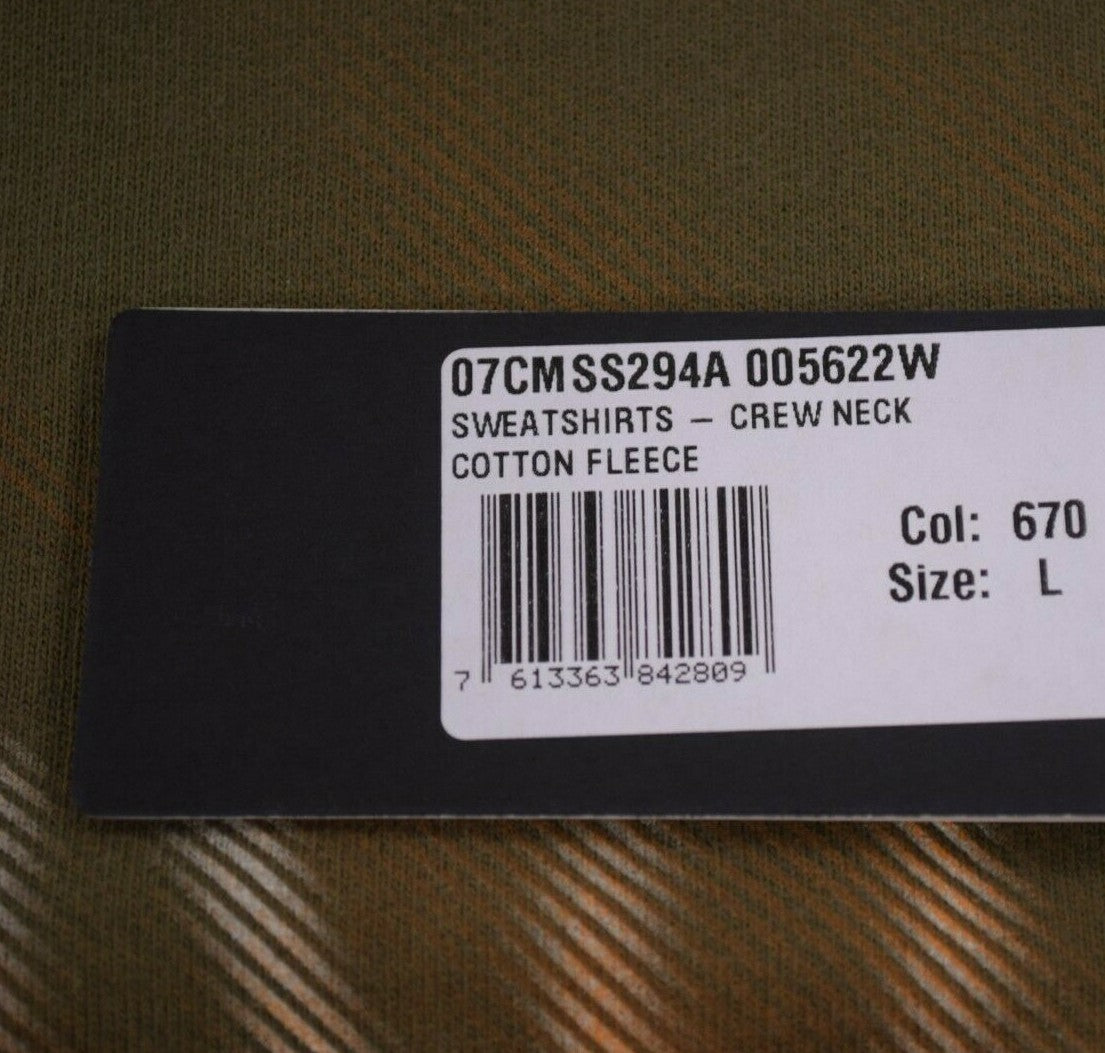 07CMSS294A 005622W
SWEATSHIRTS – CREW NECK
COTTON FLEECE
Col: 670
Size: L
7 613363 842809